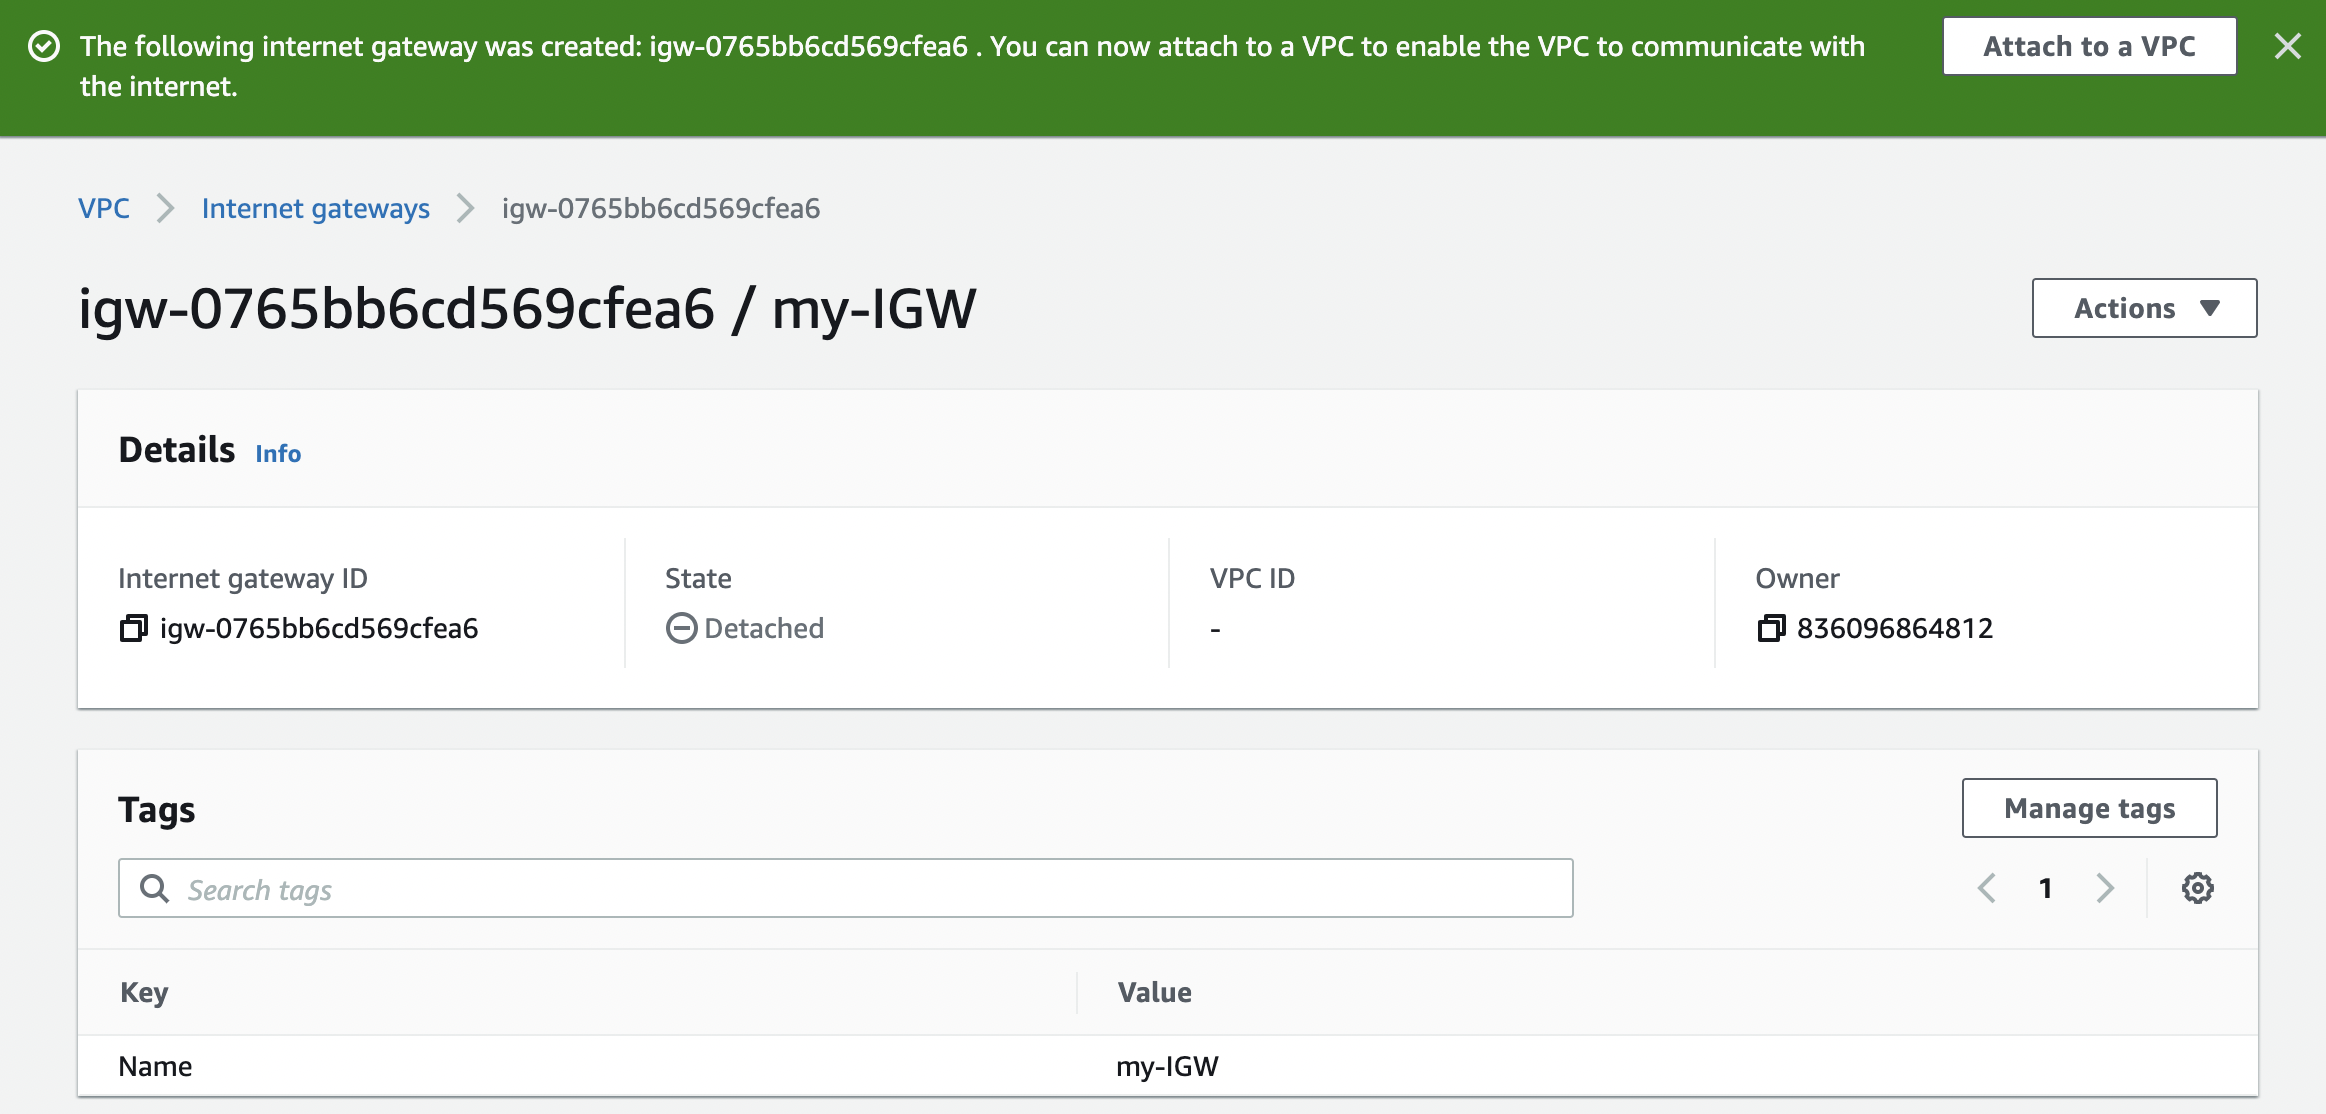 The following internet gateway was created: igw-0765bb6cd569cfea6 . You can now attach to a VPC to enable the VPC to communicate with
the internet.
Attach to a VPC
VPC
Internet gateways
igw-0765bb6cd569cfea6
igw-0765bb6cd569cfea6 / my-IGW
Actions
Details Info
Internet gateway ID
igw-0765bb6cd569cfea6
State
Detached
VPC ID
-
Owner
836096864812
Tags
Manage tags
Search tags
1
Key
Value
Name
my-IGW